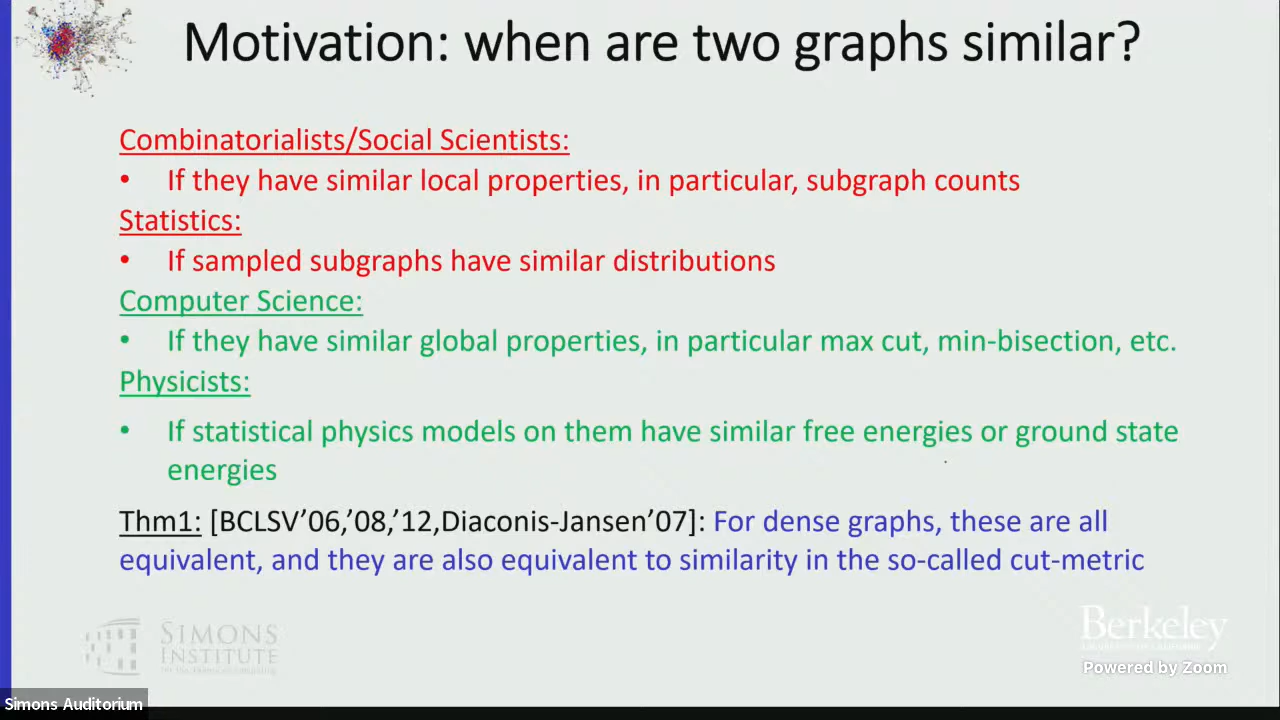 Motivation: when are two graphs similar?
Combinatorialists/Social Scientists:
• If they have similar local properties, in particular, subgraph counts
Statistics:
• If sampled subgraphs have similar distributions
Computer Science:
• If they have similar global properties, in particular max cut, min-bisection, etc.
Physicists:
• If statistical physics models on them have similar free energies or ground state
energies
Thm1: [BCLSV’06,’08,’12,Diaconis-Jansen’07]: For dense graphs, these are all
equivalent, and they are also equivalent to similarity in the so-called cut-metric
SIMONS
INSTITUTE
Berkeley
Powered by Zoom
Simons Auditorium